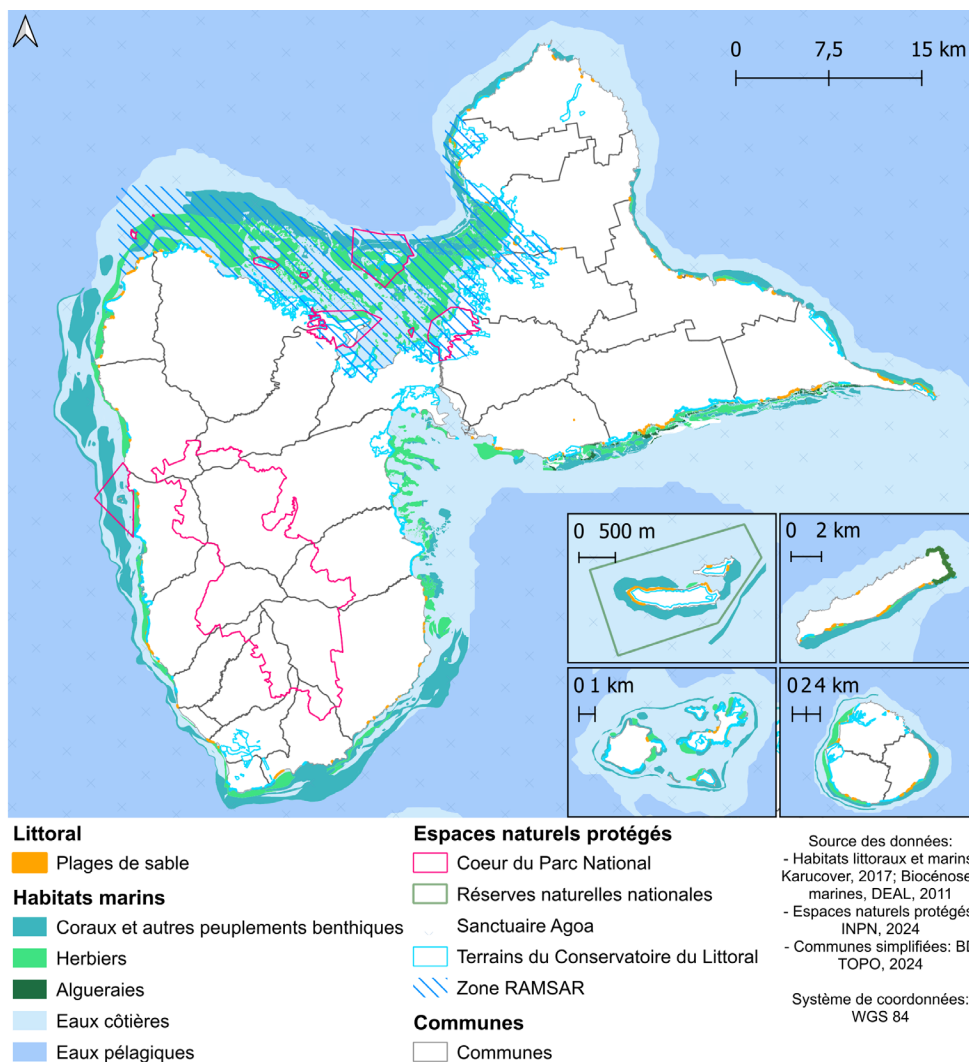 0 7,5 15 km
0 500 m
0 2 km
0 1 km
0 2 4 km
Littoral
Plages de sable
Habitats marins
Coraux et autres peuplements benthiques
Herbiers
Algueraies
Eaux côtières
Eaux pélagiques
Espaces naturels protégés
Coeur du Parc National
Réserves naturelles nationales
Sanctuaire Agoa
Terrains du Conservatoire du Littoral
Zone RAMSAR
Communes
Communes
Source des données:
- Habitats littoraux et marins
Karucover, 2017; Biocénose
marines, DEAL, 2011
- Espaces naturels protégés
INPN, 2024
- Communes simplifiées: BD
TOPO, 2024
Système de coordonnées:
WGS 84